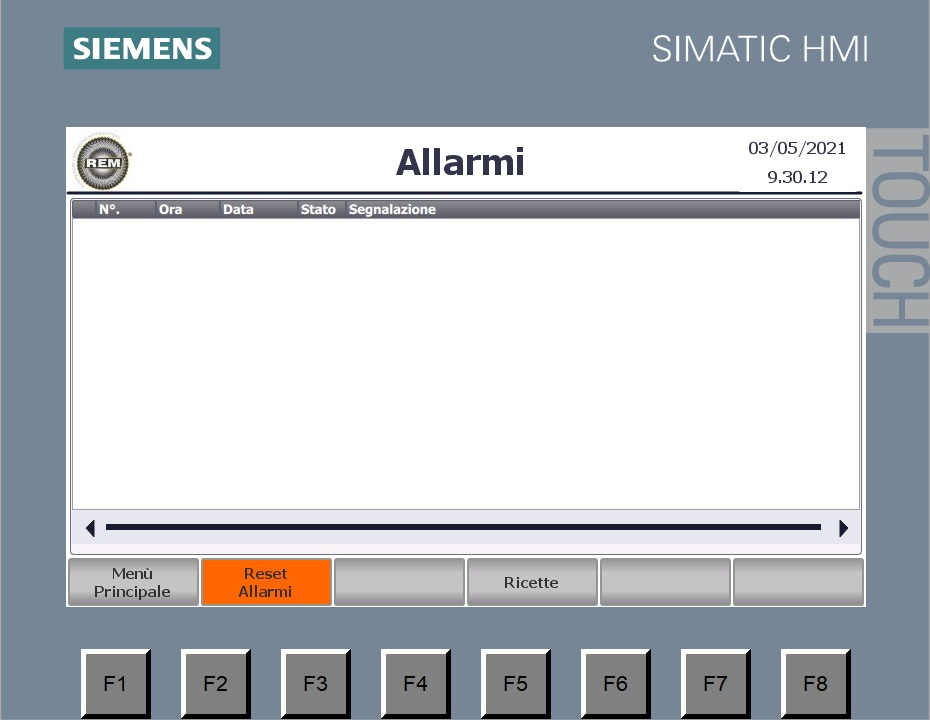 SIEMENS
SIMATIC HMI
TOUCH
REM
Allarmi
03/05/2021
9.30.12
N°. Ora Data Stato Segnalazione
Menù
Principale
Reset
Allarmi
Ricette
F1 F2 F3 F4 F5 F6 F7 F8